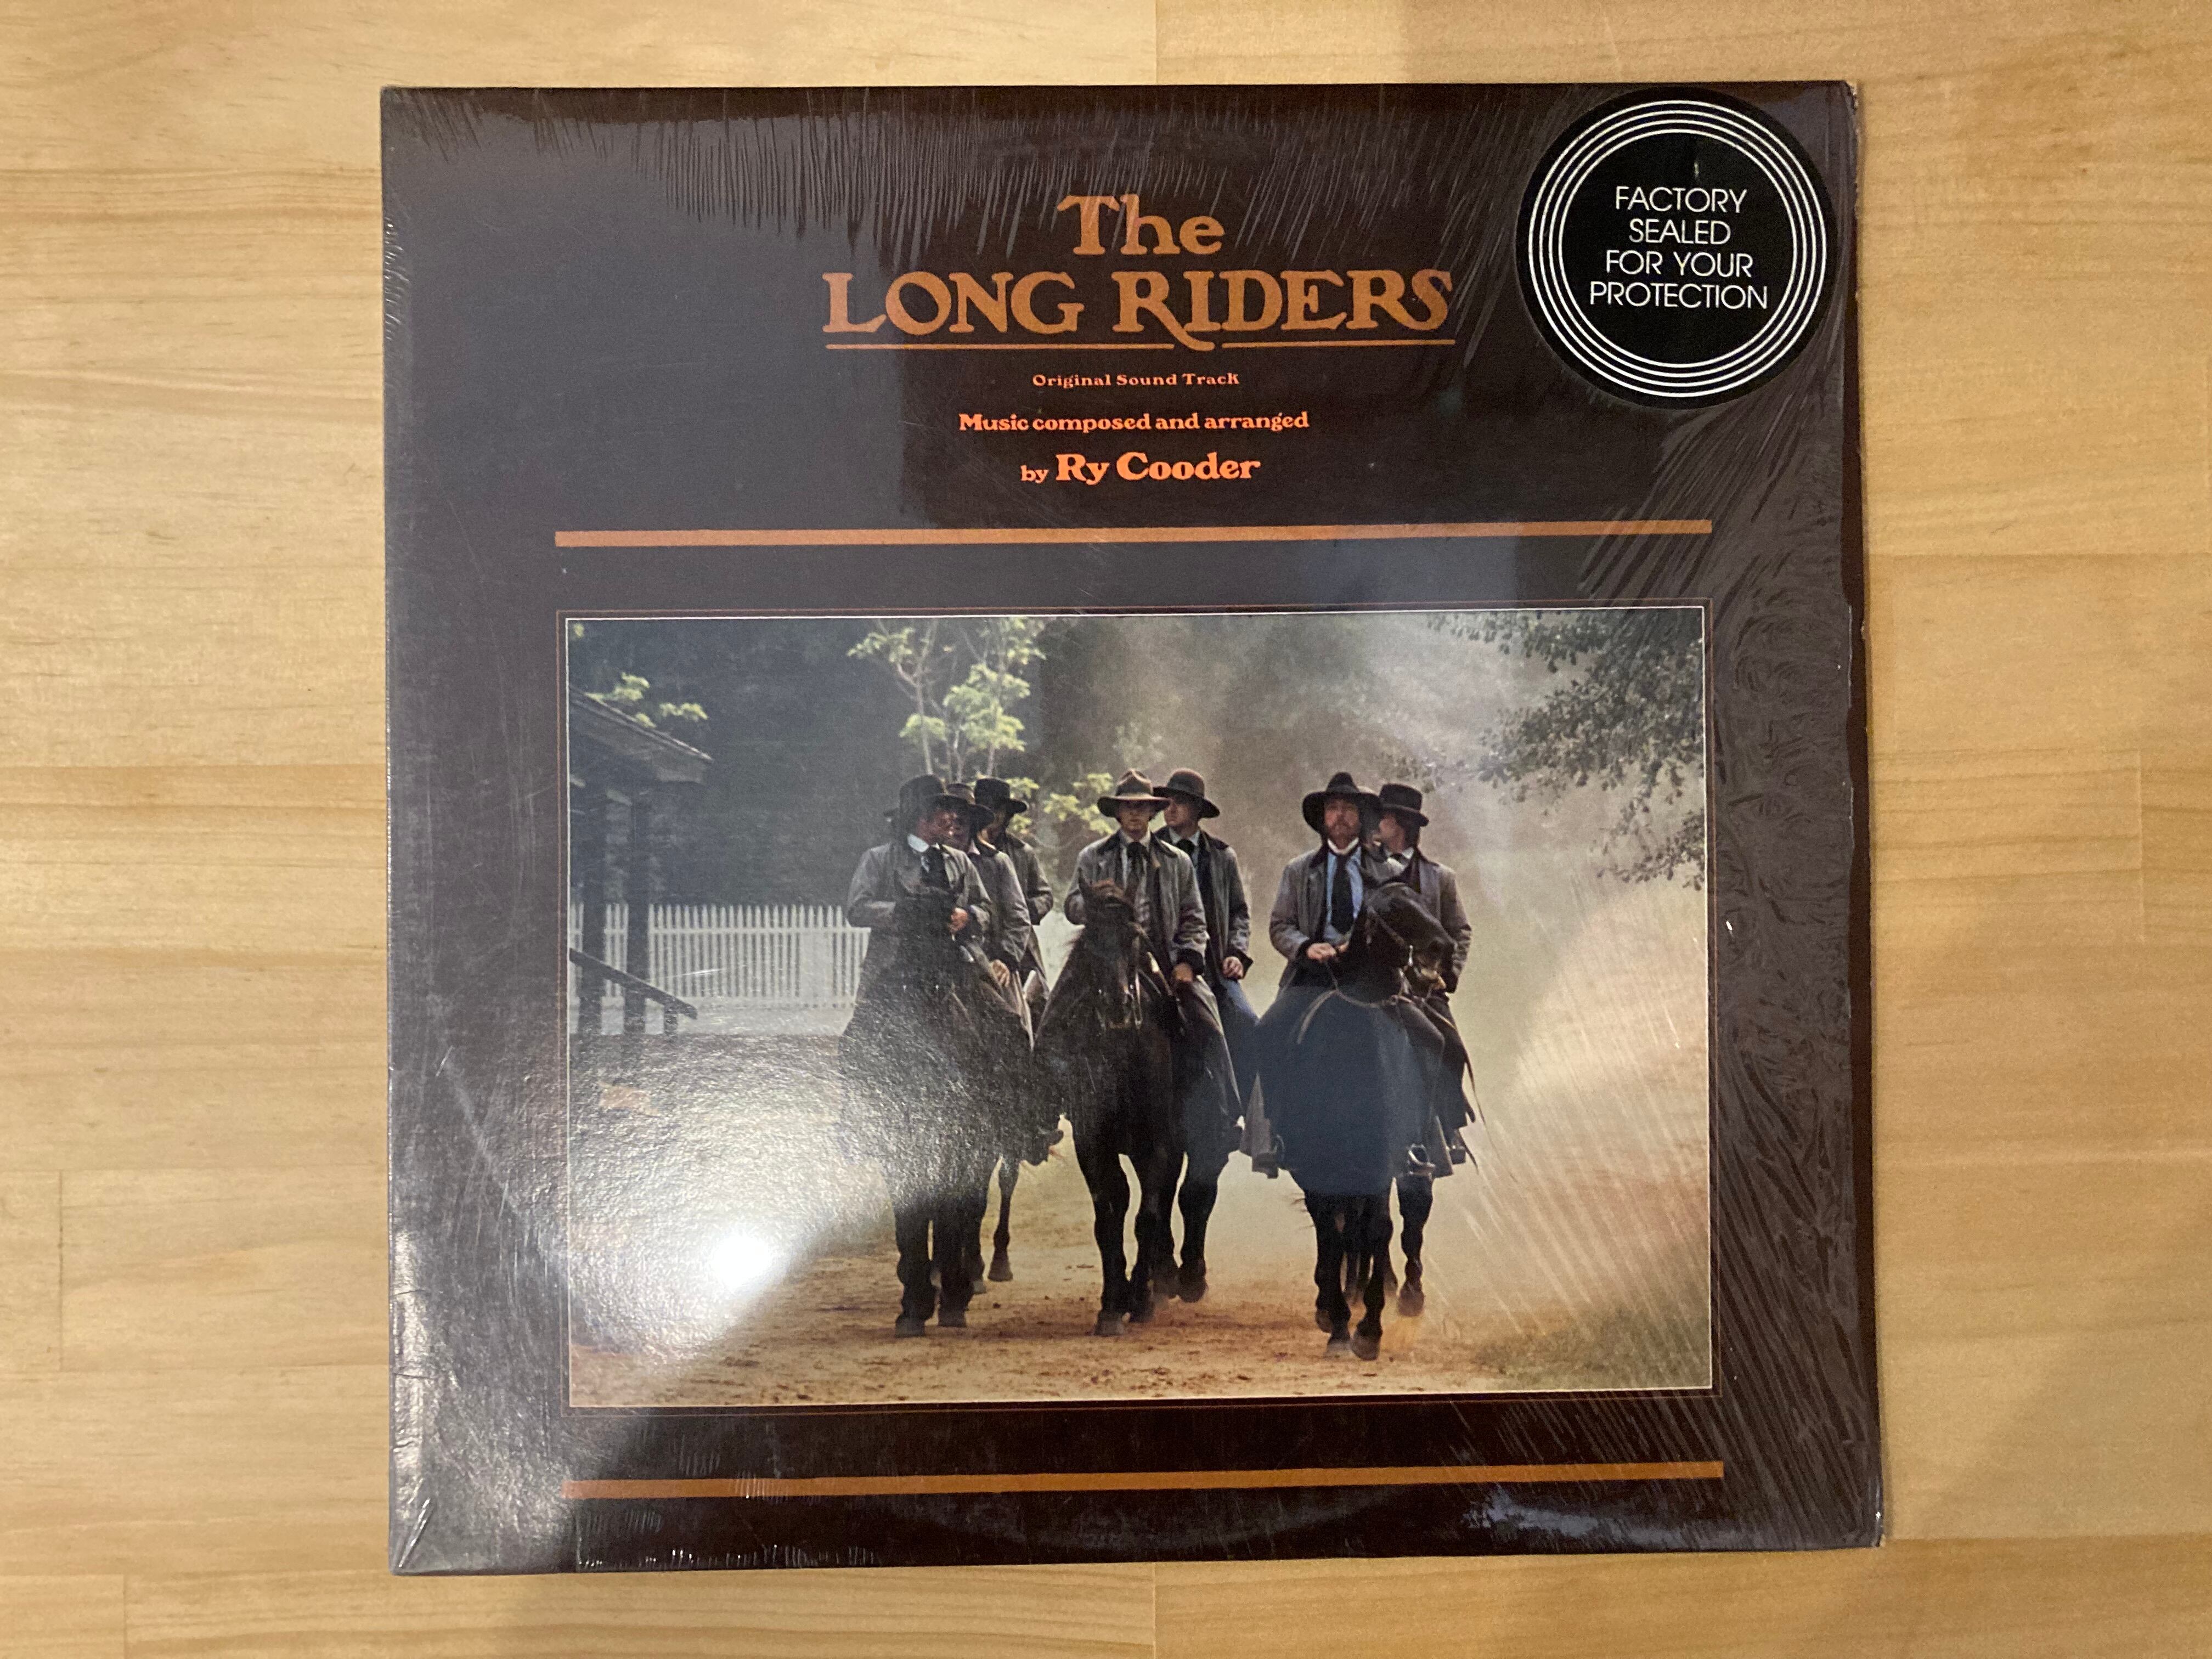 The
LONG RIDERS
Original Sound Track
Music composed and arranged
by Ry Cooder
FACTORY
SEALED
FOR YOUR
PROTECTION